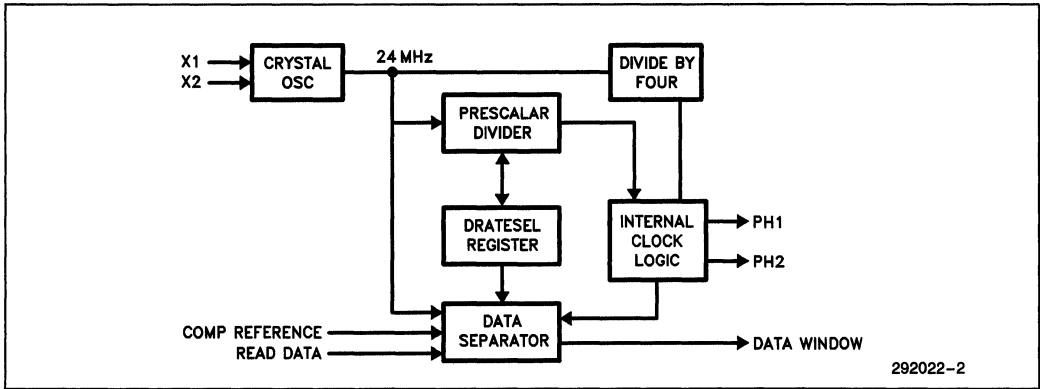 X1
X2
CRYSTAL
OSC
24 MHz
DIVIDE BY
FOUR
PRESCALAR
DIVIDER
DRATESEL
REGISTER
INTERNAL
CLOCK
LOGIC
PH1
PH2
COMP REFERENCE
READ DATA
DATA
SEPARATOR
DATA WINDOW
292022-2